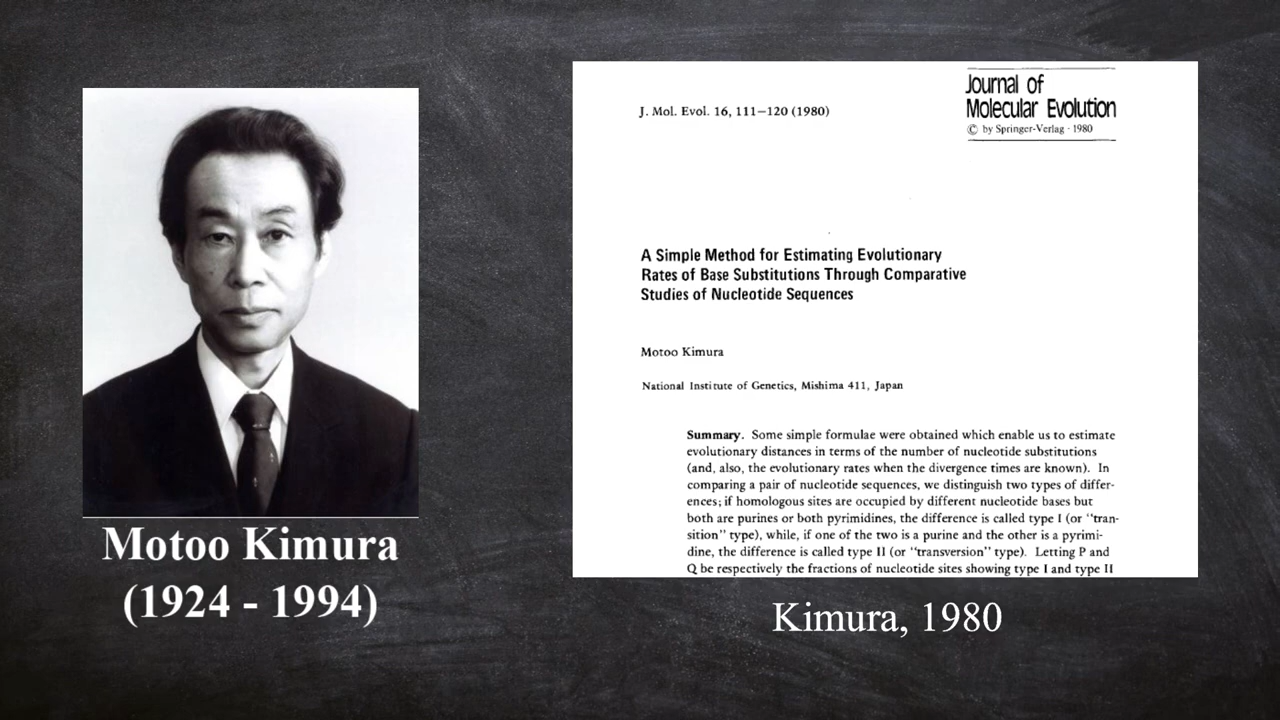 Motoo Kimura
(1924 - 1994)
J. Mol. Evol. 16, 111–120 (1980)
Journal of
Molecular Evolution
© by Springer-Verlag · 1980
A Simple Method for Estimating Evolutionary
Rates of Base Substitutions Through Comparative
Studies of Nucleotide Sequences
Motoo Kimura
National Institute of Genetics, Mishima 411, Japan
Summary. Some simple formulae were obtained which enable us to estimate
evolutionary distances in terms of the number of nucleotide substitutions
(and, also, the evolutionary rates when the divergence times are known). In
comparing a pair of nucleotide sequences, we distinguish two types of differ-
ences; if homologous sites are occupied by different nucleotide bases but
both are purines or both pyrimidines, the difference is called type I (or "tran-
sition" type), while, if one of the two is a purine and the other is a pyrimi-
dine, the difference is called type II (or "transversion" type). Letting P and
Q be respectively the fractions of nucleotide sites showing type I and type II
Kimura, 1980